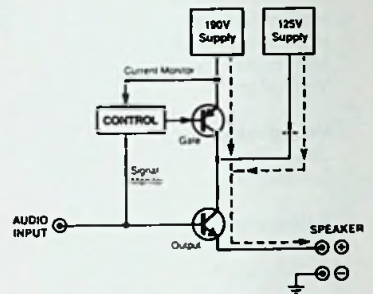 190V
Supply
125V
Supply
Current Monitor
CONTROL
Gate
Signal
Monitor
AUDIO
INPUT
Output
SPEAKER